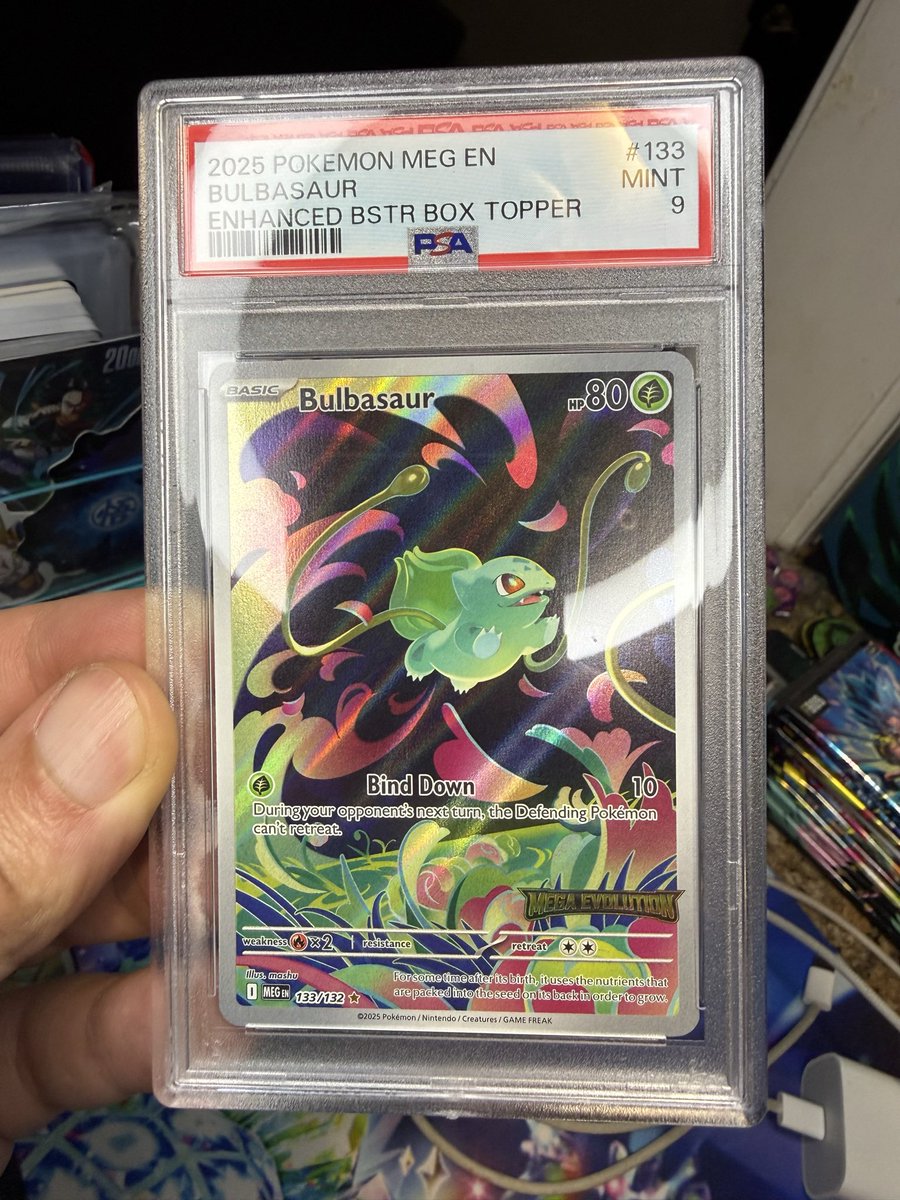 2025 POKEMON MEG EN #133
BULBASAUR MINT
ENHANCED BSTR BOX TOPPER 9
PSA
BASIC Bulbasaur HP 80
Bind Down 10
During your opponent's next turn, the Defending Pokémon
can't retreat.
MEGA EVOLUTION
weakness ×2 resistance retreat
Illus. mashu
I MEG EN 133/132
For some time after its birth, it uses the nutrients that
are packed into the seed on its back in order to grow.
©2025 Pokémon / Nintendo / Creatures / GAME FREAK